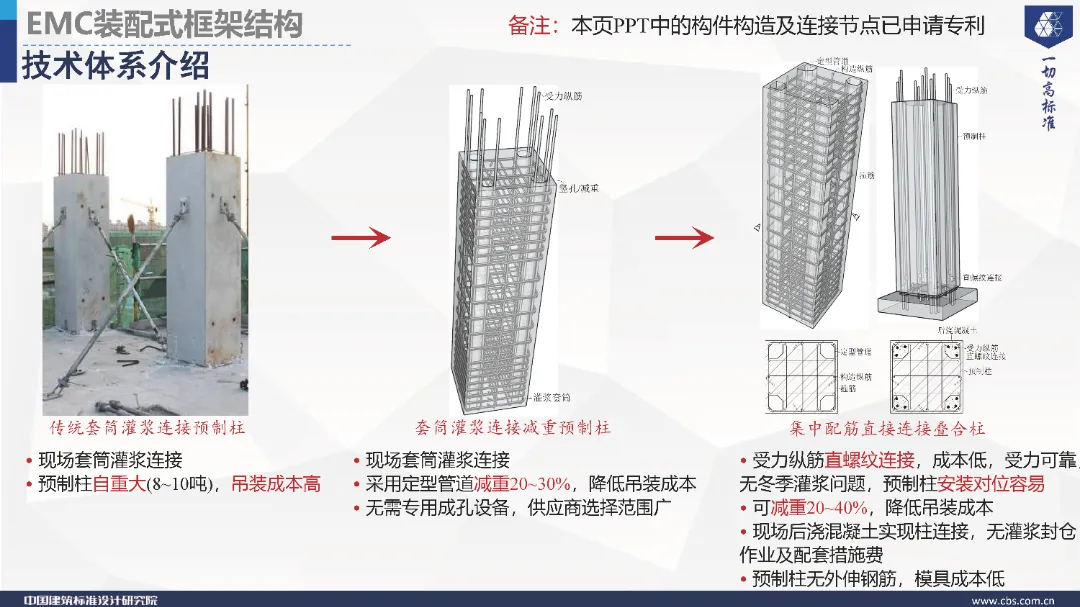 EMC装配式框架结构
备注：本页PPT中的构件构造及连接节点已申请专利
技术体系介绍
一切高标准
受力纵筋
竖孔/减重
灌浆套筒
定型管道
构造纵筋
拉筋
受力纵筋
预制柱
直螺纹连接
后浇混凝土
定型管道
构造纵筋
拉筋
受力纵筋
直螺纹连接
预制柱
传统套筒灌浆连接预制柱
• 现场套筒灌浆连接
• 预制柱自重大(8~10吨)，吊装成本高
套筒灌浆连接减重预制柱
• 现场套筒灌浆连接
• 采用定型管道减重20~30%，降低吊装成本
• 无需专用成孔设备，供应商选择范围广
集中配筋直接连接叠合柱
• 受力纵筋直螺纹连接，成本低，受力可靠，
无冬季灌浆问题，预制柱安装对位容易
• 可减重20~40%，降低吊装成本
• 现场后浇混凝土实现柱连接，无灌浆封仓
作业及配套措施费
• 预制柱无外伸钢筋，模具成本低
中国建筑标准设计研究院
www.cbs.com.cn